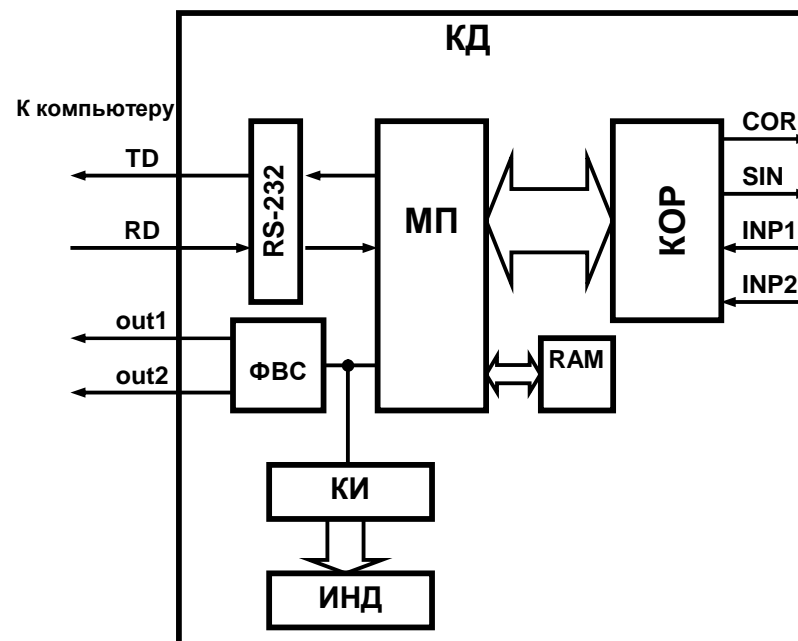 КД
К компьютеру
TD
RD
out1
out2
RS-232
МП
КОР
COR
SIN
INP1
INP2
ФВС
RAM
КИ
ИНД